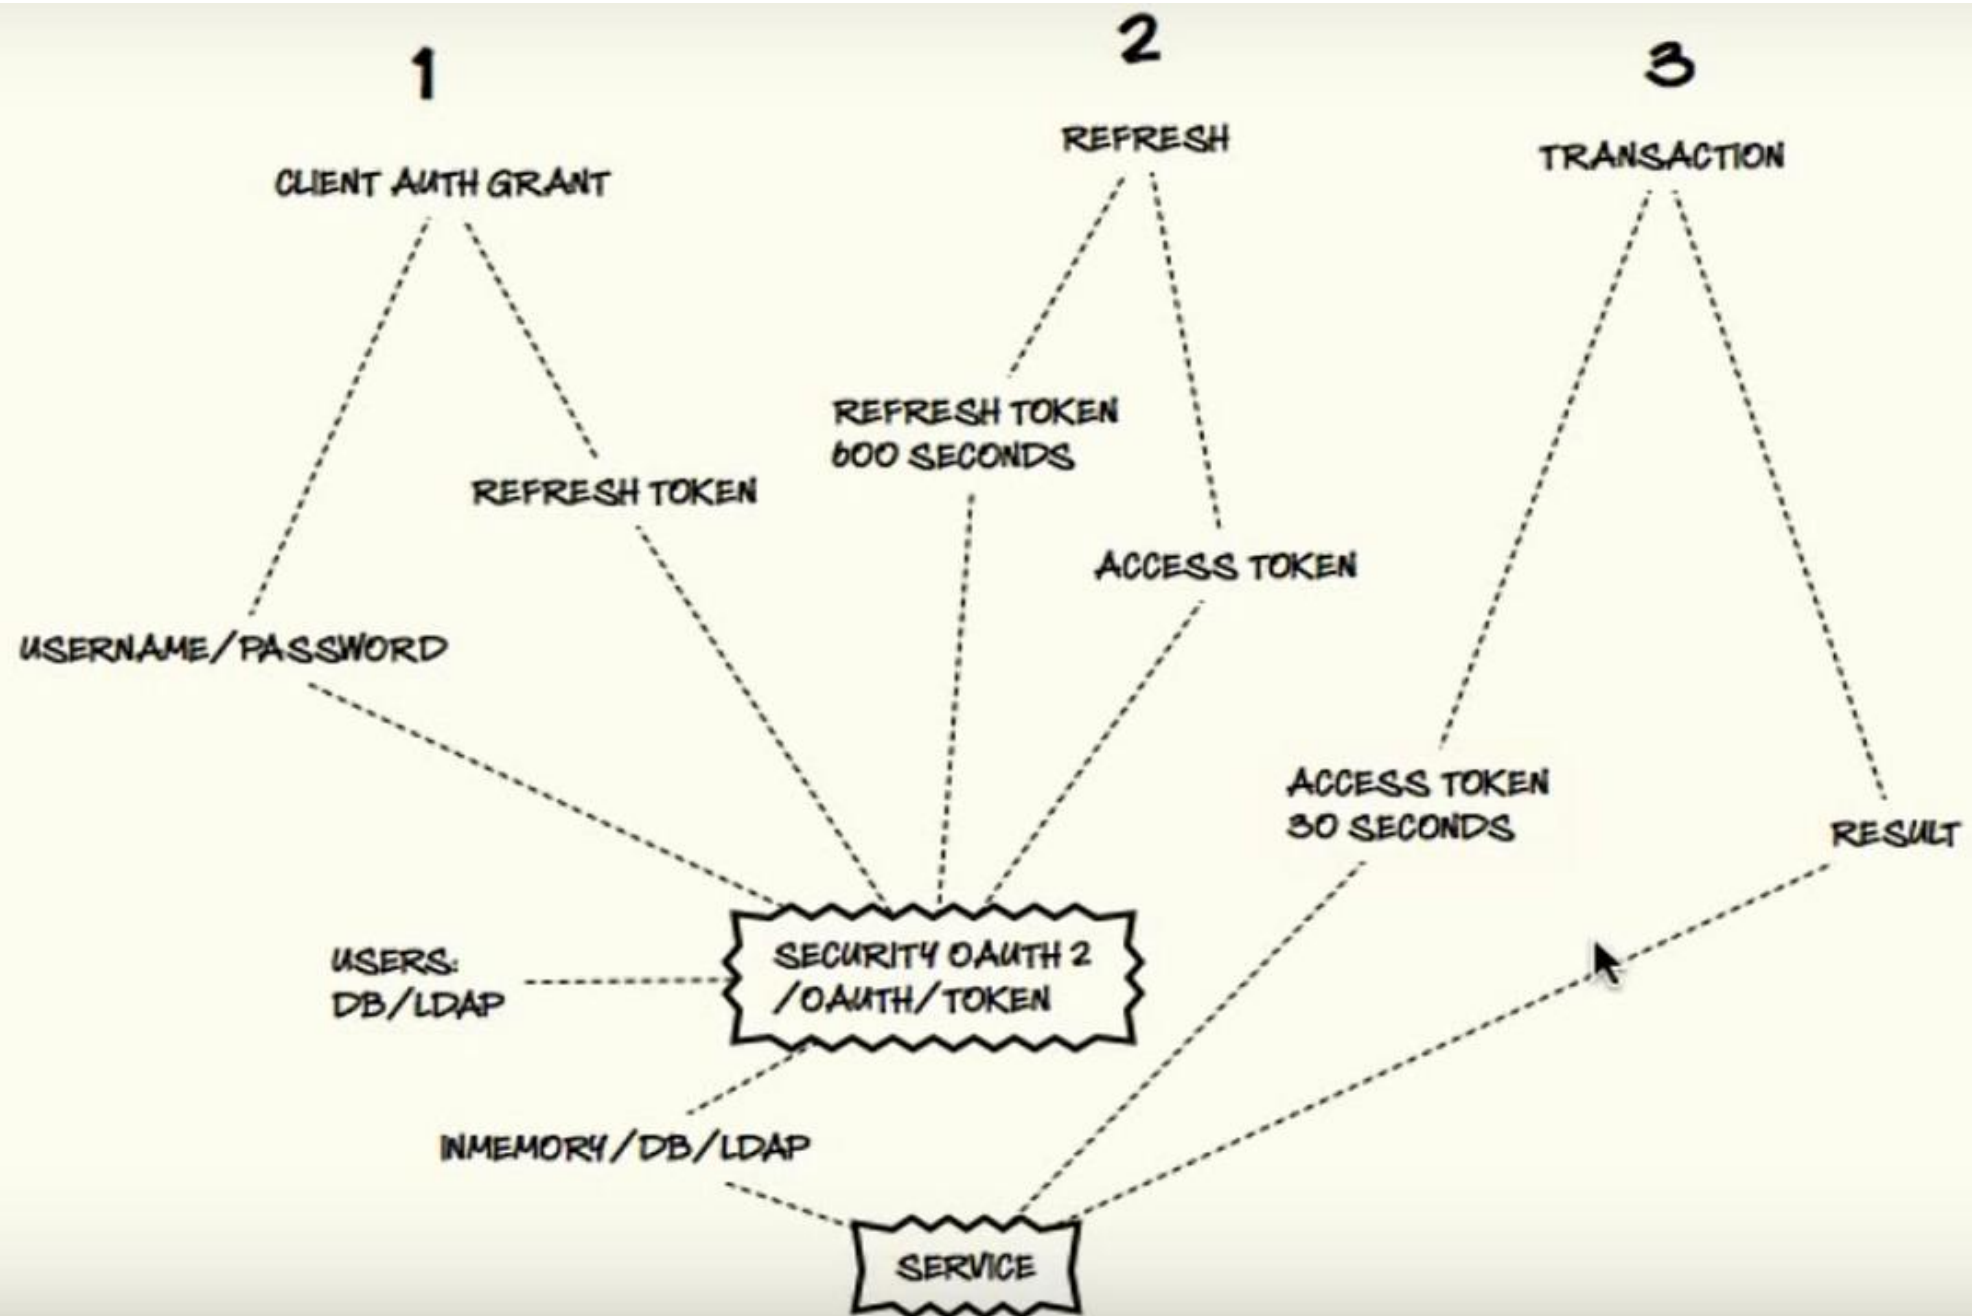 1
2
3
CLIENT AUTH GRANT
REFRESH
TRANSACTION
REFRESH TOKEN
USERNAME/PASSWORD
REFRESH TOKEN
600 SECONDS
ACCESS TOKEN
ACCESS TOKEN
30 SECONDS
RESULT
USERS:
DB/LDAP
SECURITY OAUTH 2
/OAUTH/TOKEN
INMEMORY/DB/LDAP
SERVICE